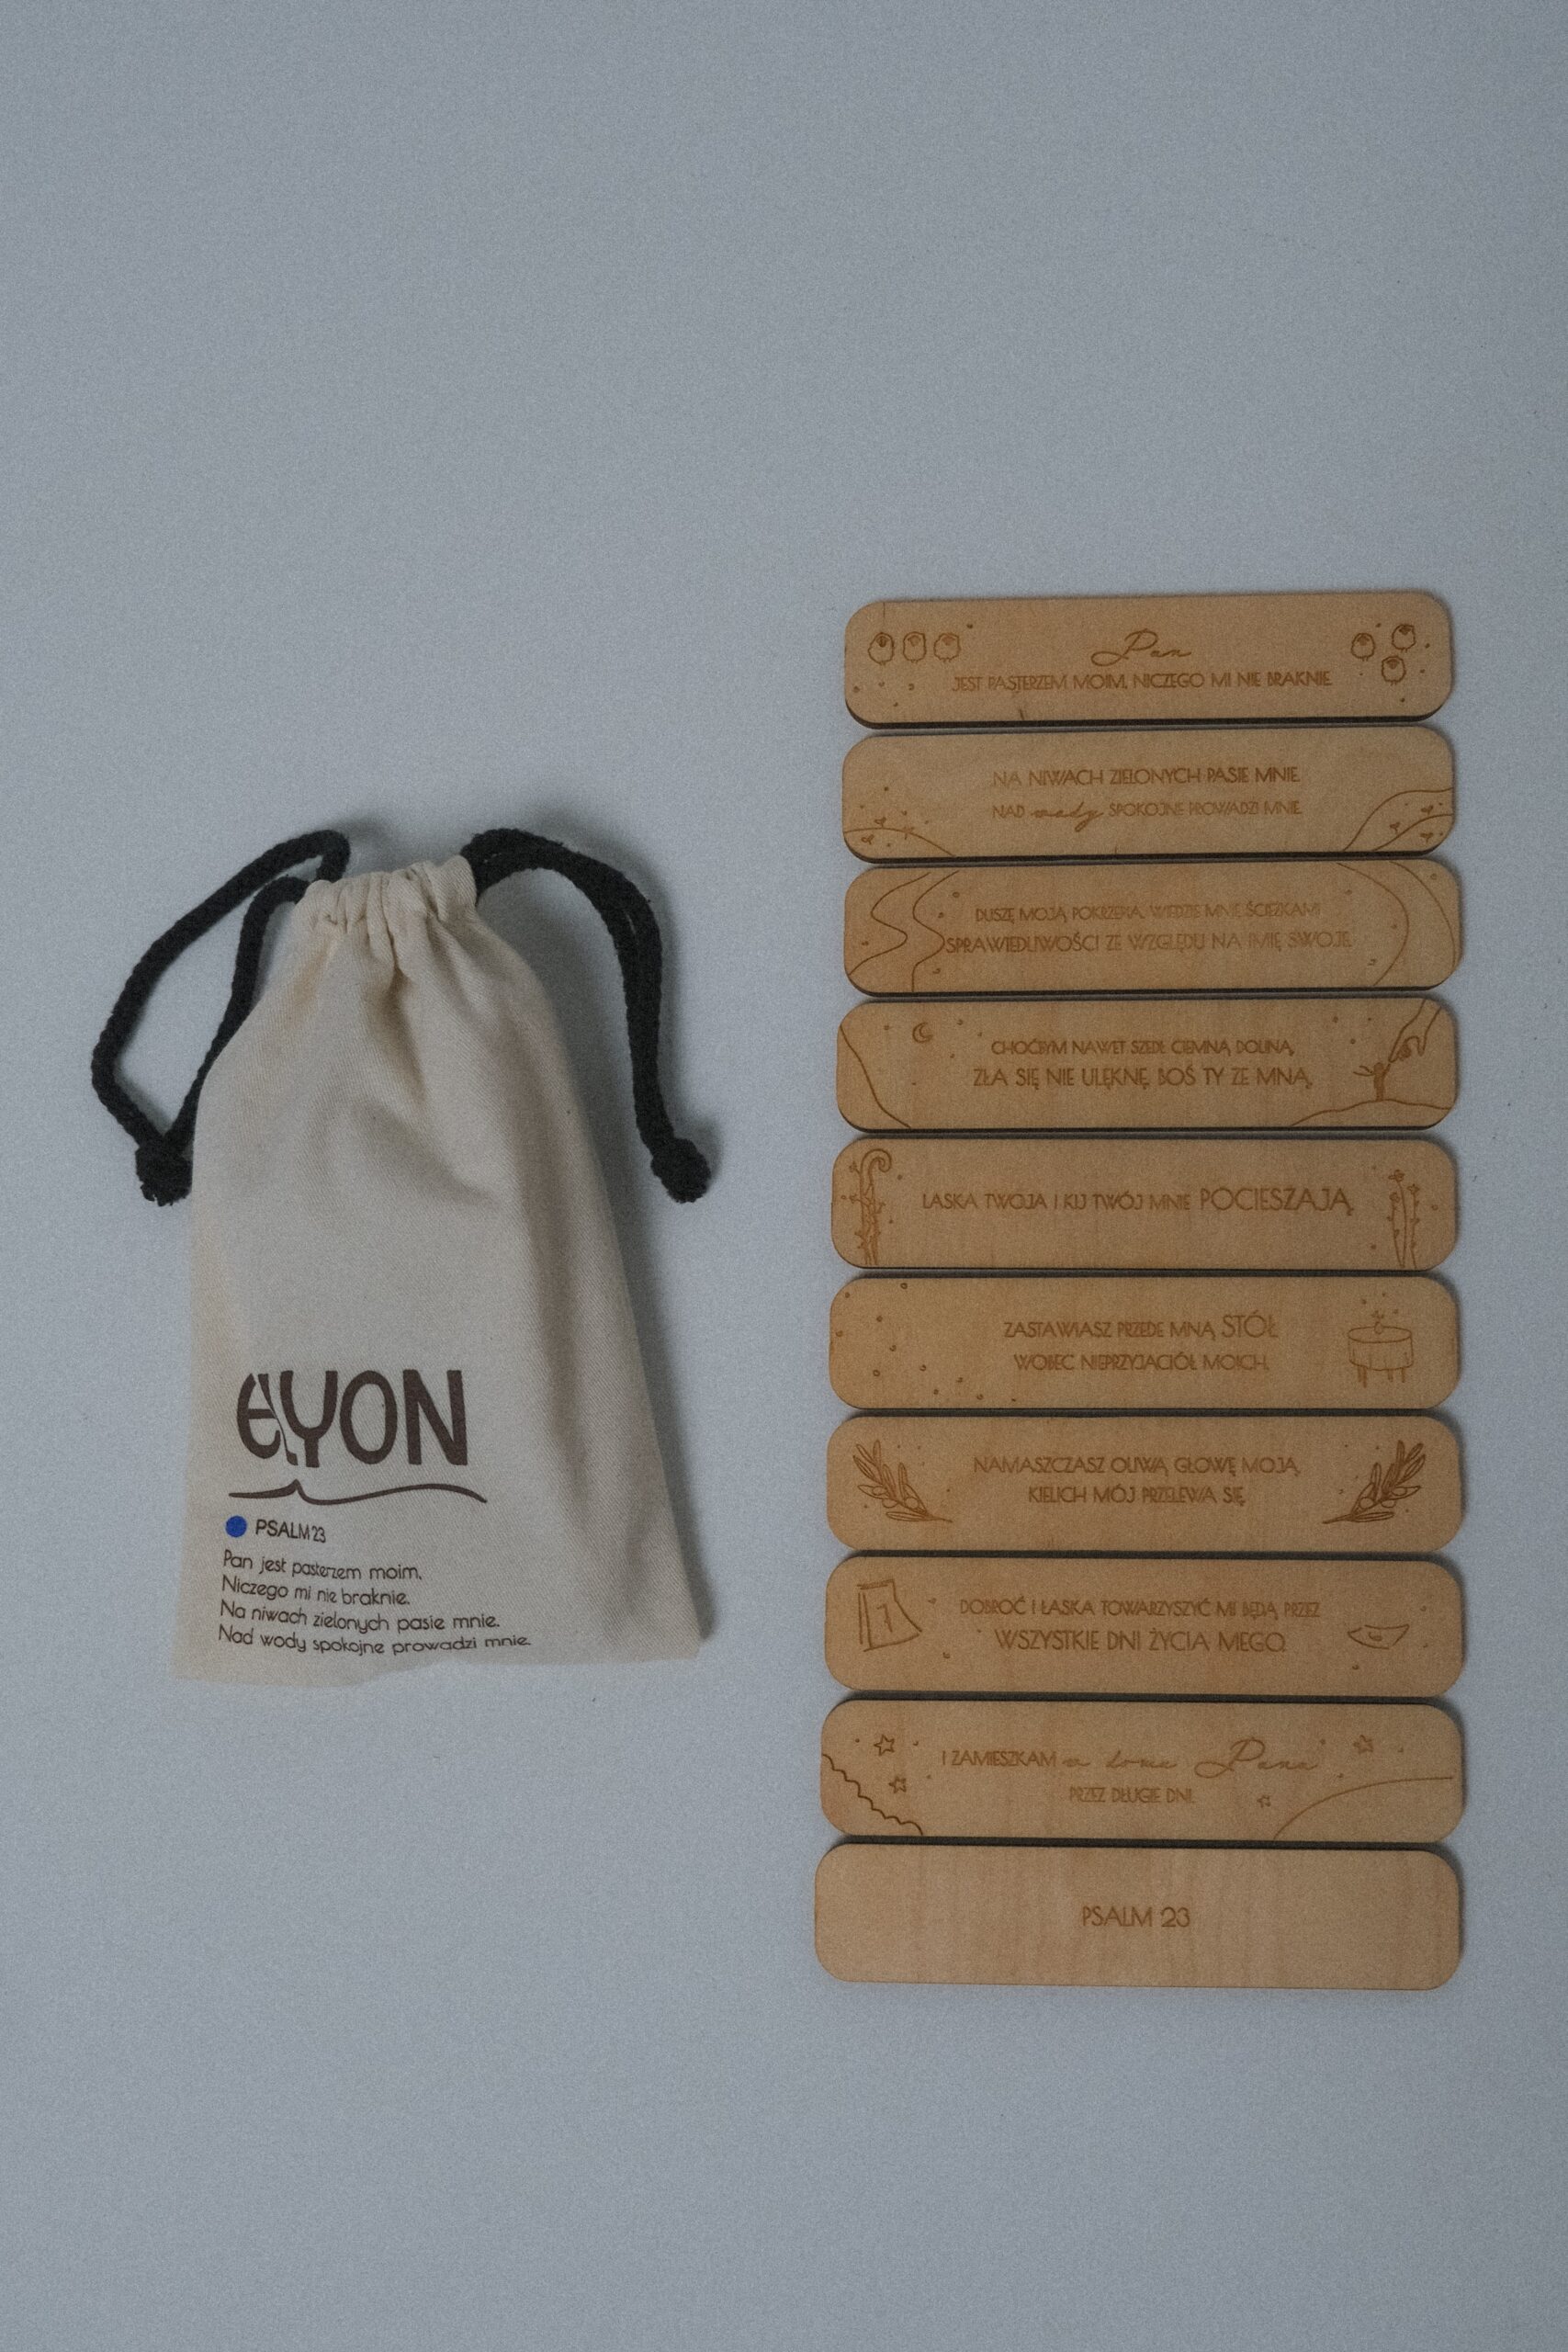 elyon
PSALM 23
Pan jest pasterzem moim,
Niczego mi nie braknie.
Na niwach zielonych pasie mnie.
Nad wody spokojne prowadzi mnie.
Pan
JEST PASTERZEM MOIM, NICZEGO MI NIE BRAKNIE.
NA NIWACH ZIELONYCH PASIE MNIE.
NAD wody SPOKOJNE PROWADZI MNIE.
DUSZĘ MOJĄ POKRZEPIA. WIEDZIE MNIE ŚCIEŻKAMI
SPRAWIEDLIWOŚCI ZE WZGLĘDU NA IMIĘ SWOJE.
CHOĆBYM NAWET SZEDŁ CIEMNĄ DOLINĄ,
ZŁA SIĘ NIE ULĘKNĘ, BOŚ TY ZE MNĄ,
LASKA TWOJA I KIJ TWÓJ MNIE POCIESZAJĄ.
ZASTAWIASZ PRZEDE MNĄ STÓŁ
WOBEC NIEPRZYJACIÓŁ MOICH,
NAMASZCZASZ OLIWĄ GŁOWĘ MOJĄ,
KIELICH MÓJ PRZELEWA SIĘ.
DOBROĆ I ŁASKA TOWARZYSZYĆ MI BĘDĄ PRZEZ
WSZYSTKIE DNI ŻYCIA MEGO.
I ZAMIESZKAM w domu Pana
PRZEZ DŁUGIE DNI.
PSALM 23